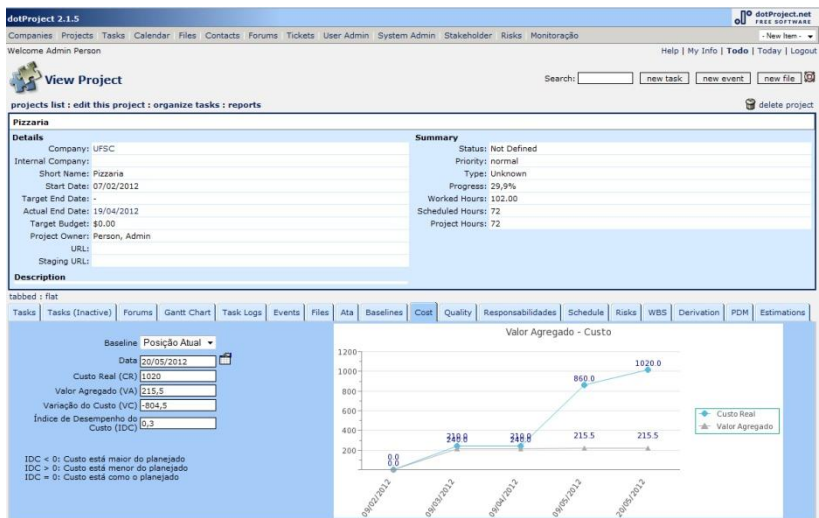 dotProject 2.1.5
dotProject.net
FREE SOFTWARE
Companies Projects Tasks Calendar Files Contacts Forums Tickets User Admin System Admin Stakeholder Risks Monitoração
- New Item -
Welcome Admin Person
Help | My Info | Todo | Today | Logout
View Project
Search:
new task
new event
new file
projects list : edit this project : organize tasks : reports
delete project
Pizzaria
Details
Company: UFSC
Internal Company:
Short Name: Pizzaria
Start Date: 07/02/2012
Target End Date: -
Actual End Date: 19/04/2012
Target Budget: $0.00
Project Owner: Person, Admin
URL:
Staging URL:
Description
Summary
Status: Not Defined
Priority: normal
Type: Unknown
Progress: 29,9%
Worked Hours: 102.00
Scheduled Hours: 72
Project Hours: 72
tabbed : flat
Tasks Tasks (Inactive) Forums Gantt Chart Task Logs Events Files Ata Baselines Cost Quality Responsabilidades Schedule Risks WBS Derivation PDM Estimations
Baseline Posição Atual
Data 20/05/2012
Custo Real (CR) 1020
Valor Agregado (VA) 215,5
Variação do Custo (VC) -804,5
Índice de Desempenho do
Custo (IDC) 0,3
IDC < 0: Custo está maior do planejado
IDC > 0: Custo está menor do planejado
IDC = 0: Custo está como o planejado
Valor Agregado - Custo
1200
1000
800
600
400
200
0.0
0.0
240.0
240.0
860.0
1020.0
215.5
215.5
09/02/2012
09/03/2012
09/04/2012
09/05/2012
20/05/2012
Custo Real
Valor Agregado